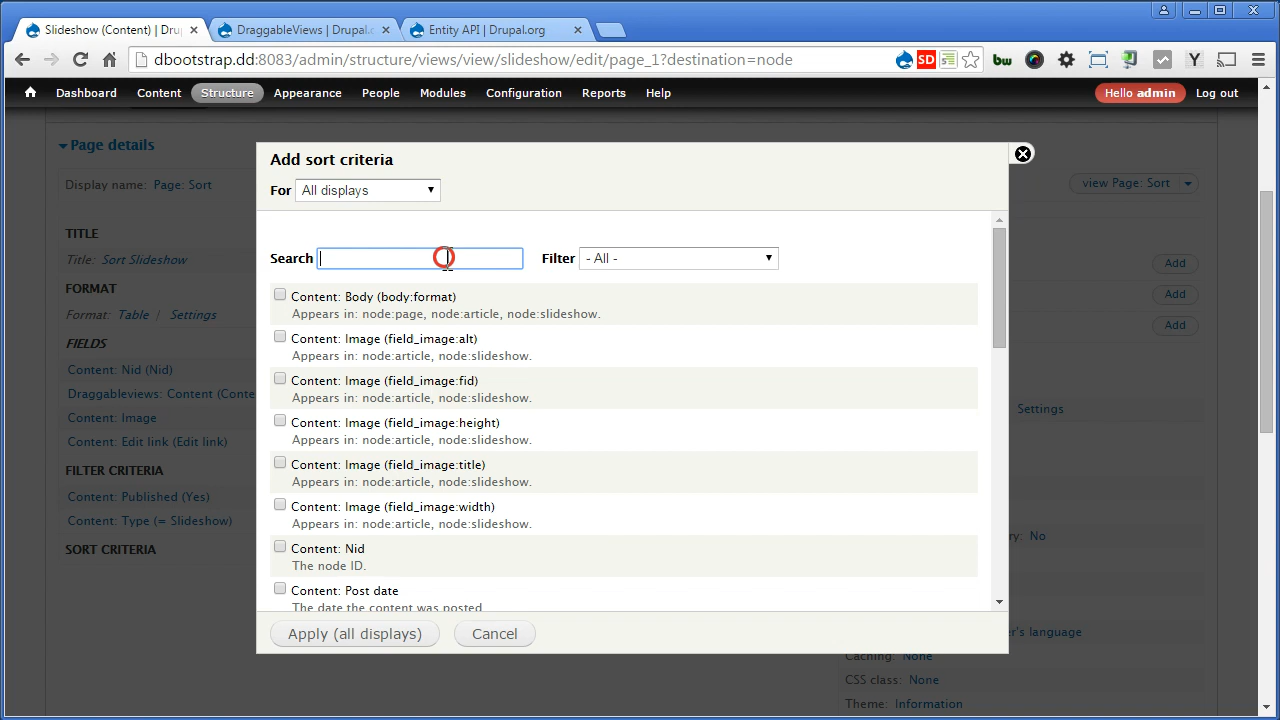 Slideshow (Content) | Dru
DraggableViews | Drupal.o
Entity API | Drupal.org
dbootstrap.dd:8083/admin/structure/views/view/slideshow/edit/page_1?destination=node
SD
bw
Y
Dashboard Content Structure Appearance People Modules Configuration Reports Help Hello admin Log out
Page details
Display name: Page: Sort
view Page: Sort
TITLE
Title: Sort Slideshow
FORMAT
Format: Table / Settings
FIELDS
Content: Nid (Nid)
Draggableviews: Content (Conte
Content: Image
Content: Edit link (Edit link)
FILTER CRITERIA
Content: Published (Yes)
Content: Type (= Slideshow)
SORT CRITERIA
Add sort criteria
For All displays
Search
Filter - All -
Content: Body (body:format)
Appears in: node:page, node:article, node:slideshow.
Content: Image (field_image:alt)
Appears in: node:article, node:slideshow.
Content: Image (field_image:fid)
Appears in: node:article, node:slideshow.
Content: Image (field_image:height)
Appears in: node:article, node:slideshow.
Content: Image (field_image:title)
Appears in: node:article, node:slideshow.
Content: Image (field_image:width)
Appears in: node:article, node:slideshow.
Content: Nid
The node ID.
Content: Post date
The date the content was posted
Apply (all displays)
Cancel
Add
Add
Add
Settings
ry: No
er's language
Caching: None
CSS class: None
Theme: Information